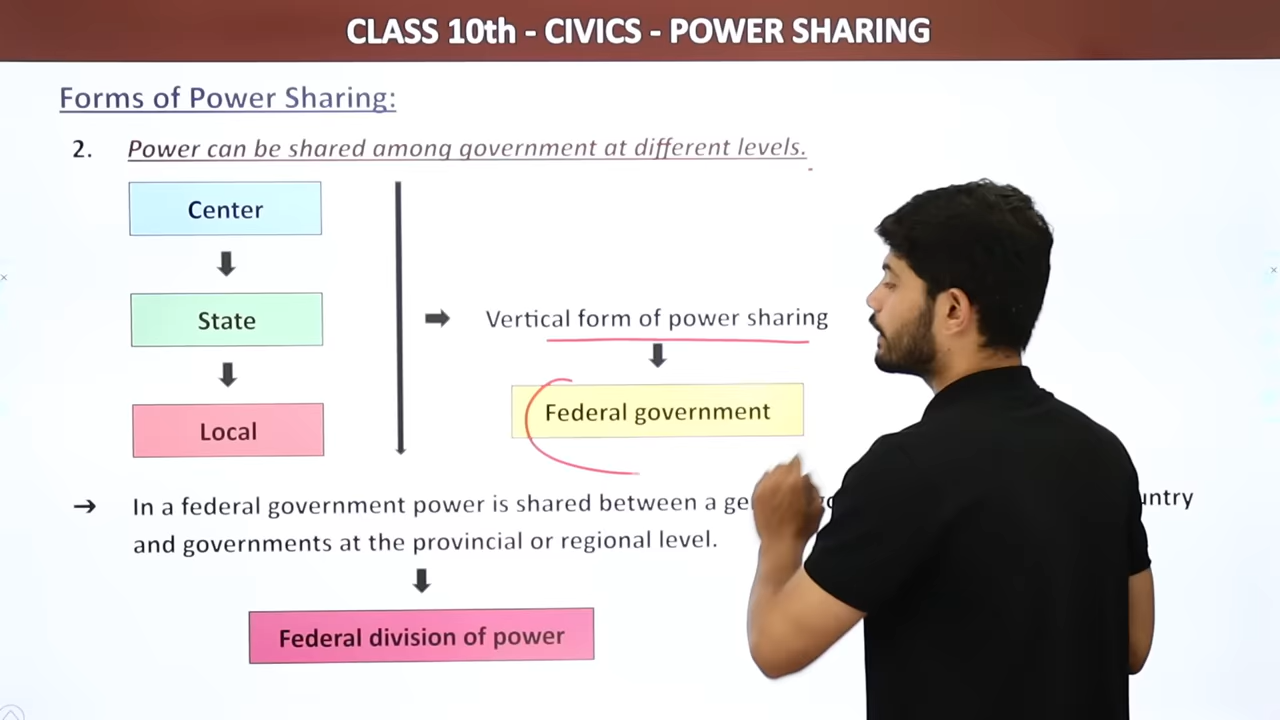 CLASS 10th - CIVICS - POWER SHARING
Forms of Power Sharing:
2. Power can be shared among government at different levels.
Center
State
Vertical form of power sharing
Federal government
Local
→ In a federal government power is shared between a
and governments at the provincial or regional level.
Federal division of power